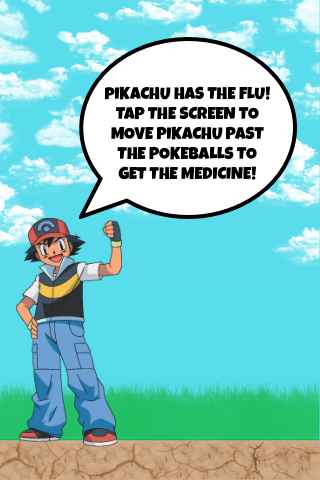 PIKACHU HAS THE FLU!
TAP THE SCREEN TO
MOVE PIKACHU PAST
THE POKEBALLS TO
GET THE MEDICINE!